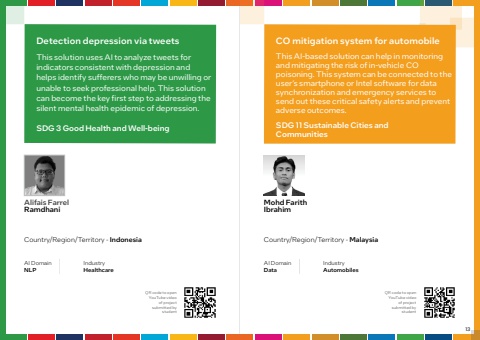 Detection depression via tweets
This solution uses AI to analyze tweets for
indicators consistent with depression and
helps identify sufferers who may be unwilling or
unable to seek professional help. This solution
can become the key first step to addressing the
silent mental health epidemic of depression.
SDG 3 Good Health and Well-being
Alifais Farrel
Ramdhani
Country/Region/Territory - Indonesia
AI Domain
NLP
Industry
Healthcare
QR code to open
YouTube video
of project
submitted by
student
CO mitigation system for automobile
This AI-based solution can help in monitoring
and mitigating the risk of in-vehicle CO
poisoning. This system can be connected to the
user's smartphone or Intel software for data
synchronization and emergency services to
send out these critical safety alerts and prevent
adverse outcomes.
SDG 11 Sustainable Cities and
Communities
Mohd Farith
Ibrahim
Country/Region/Territory - Malaysia
AI Domain
Data
Industry
Automobiles
QR code to open
YouTube video
of project
submitted by
student
13